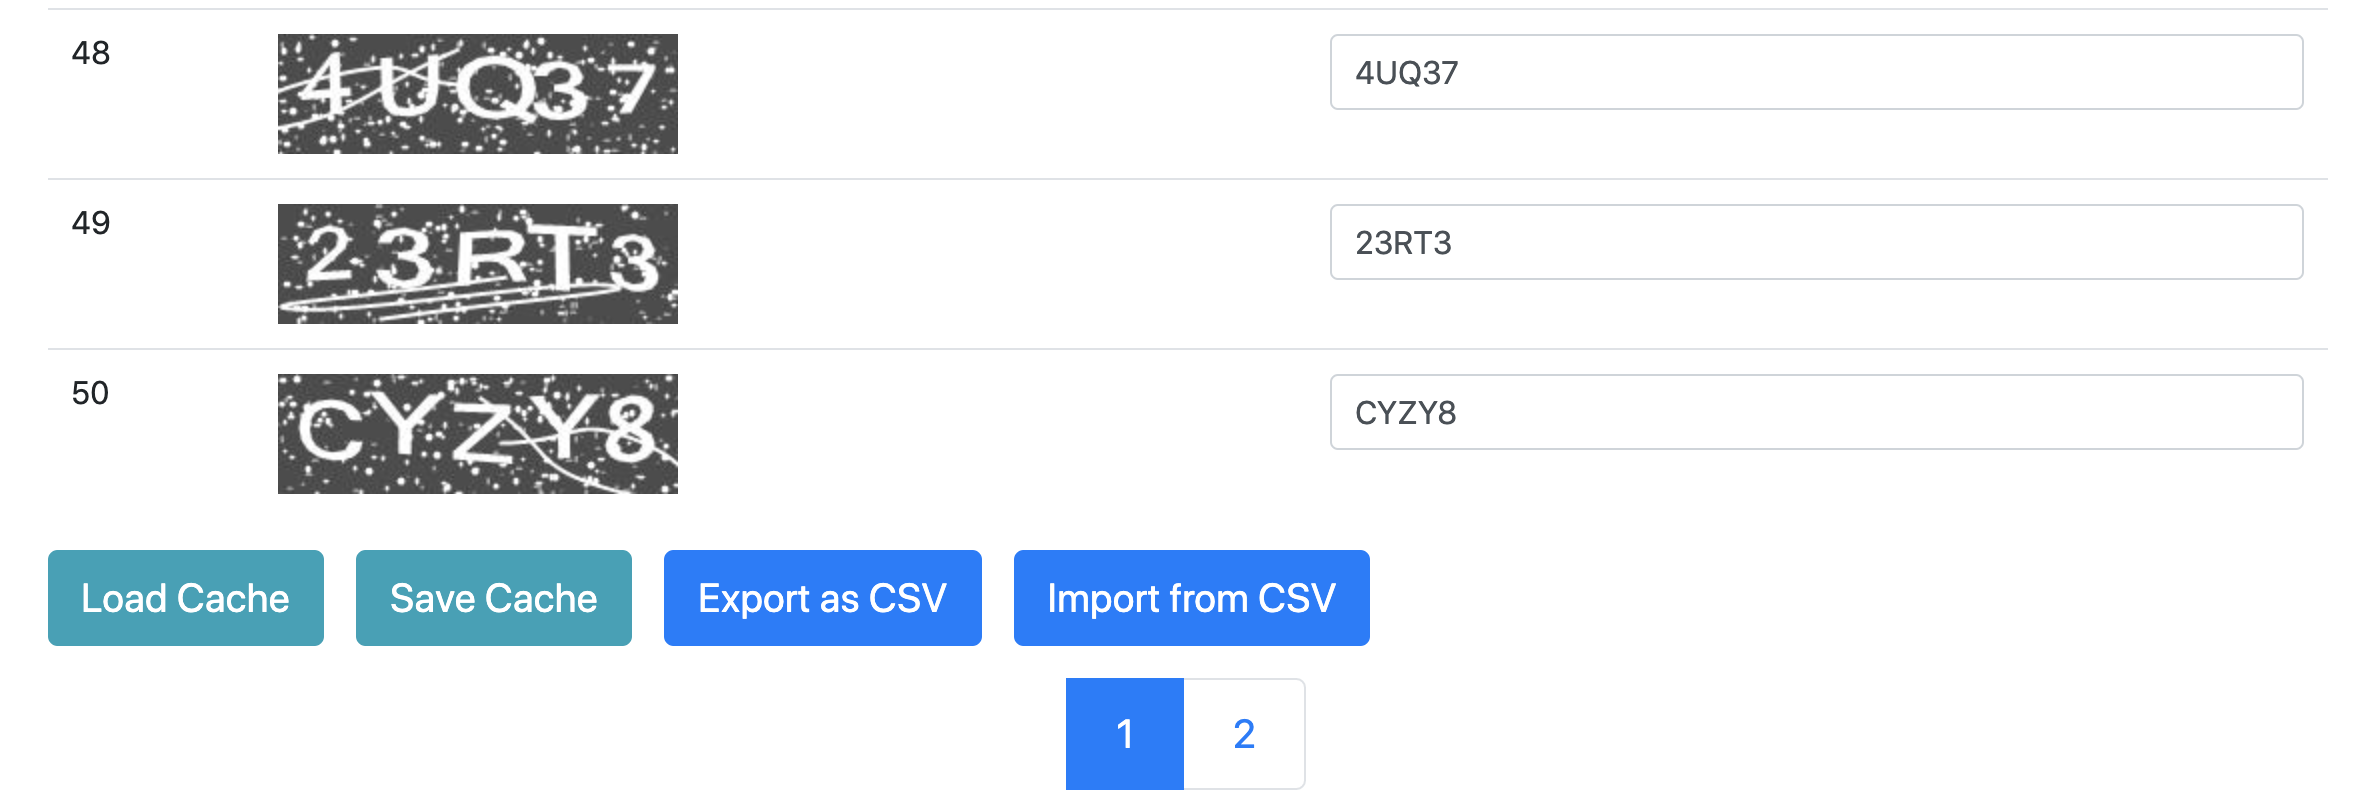 48 4UQ37 4UQ37
49 23RT3 23RT3
50 CYZY8 CYZY8
Load Cache Save Cache Export as CSV Import from CSV
1 2